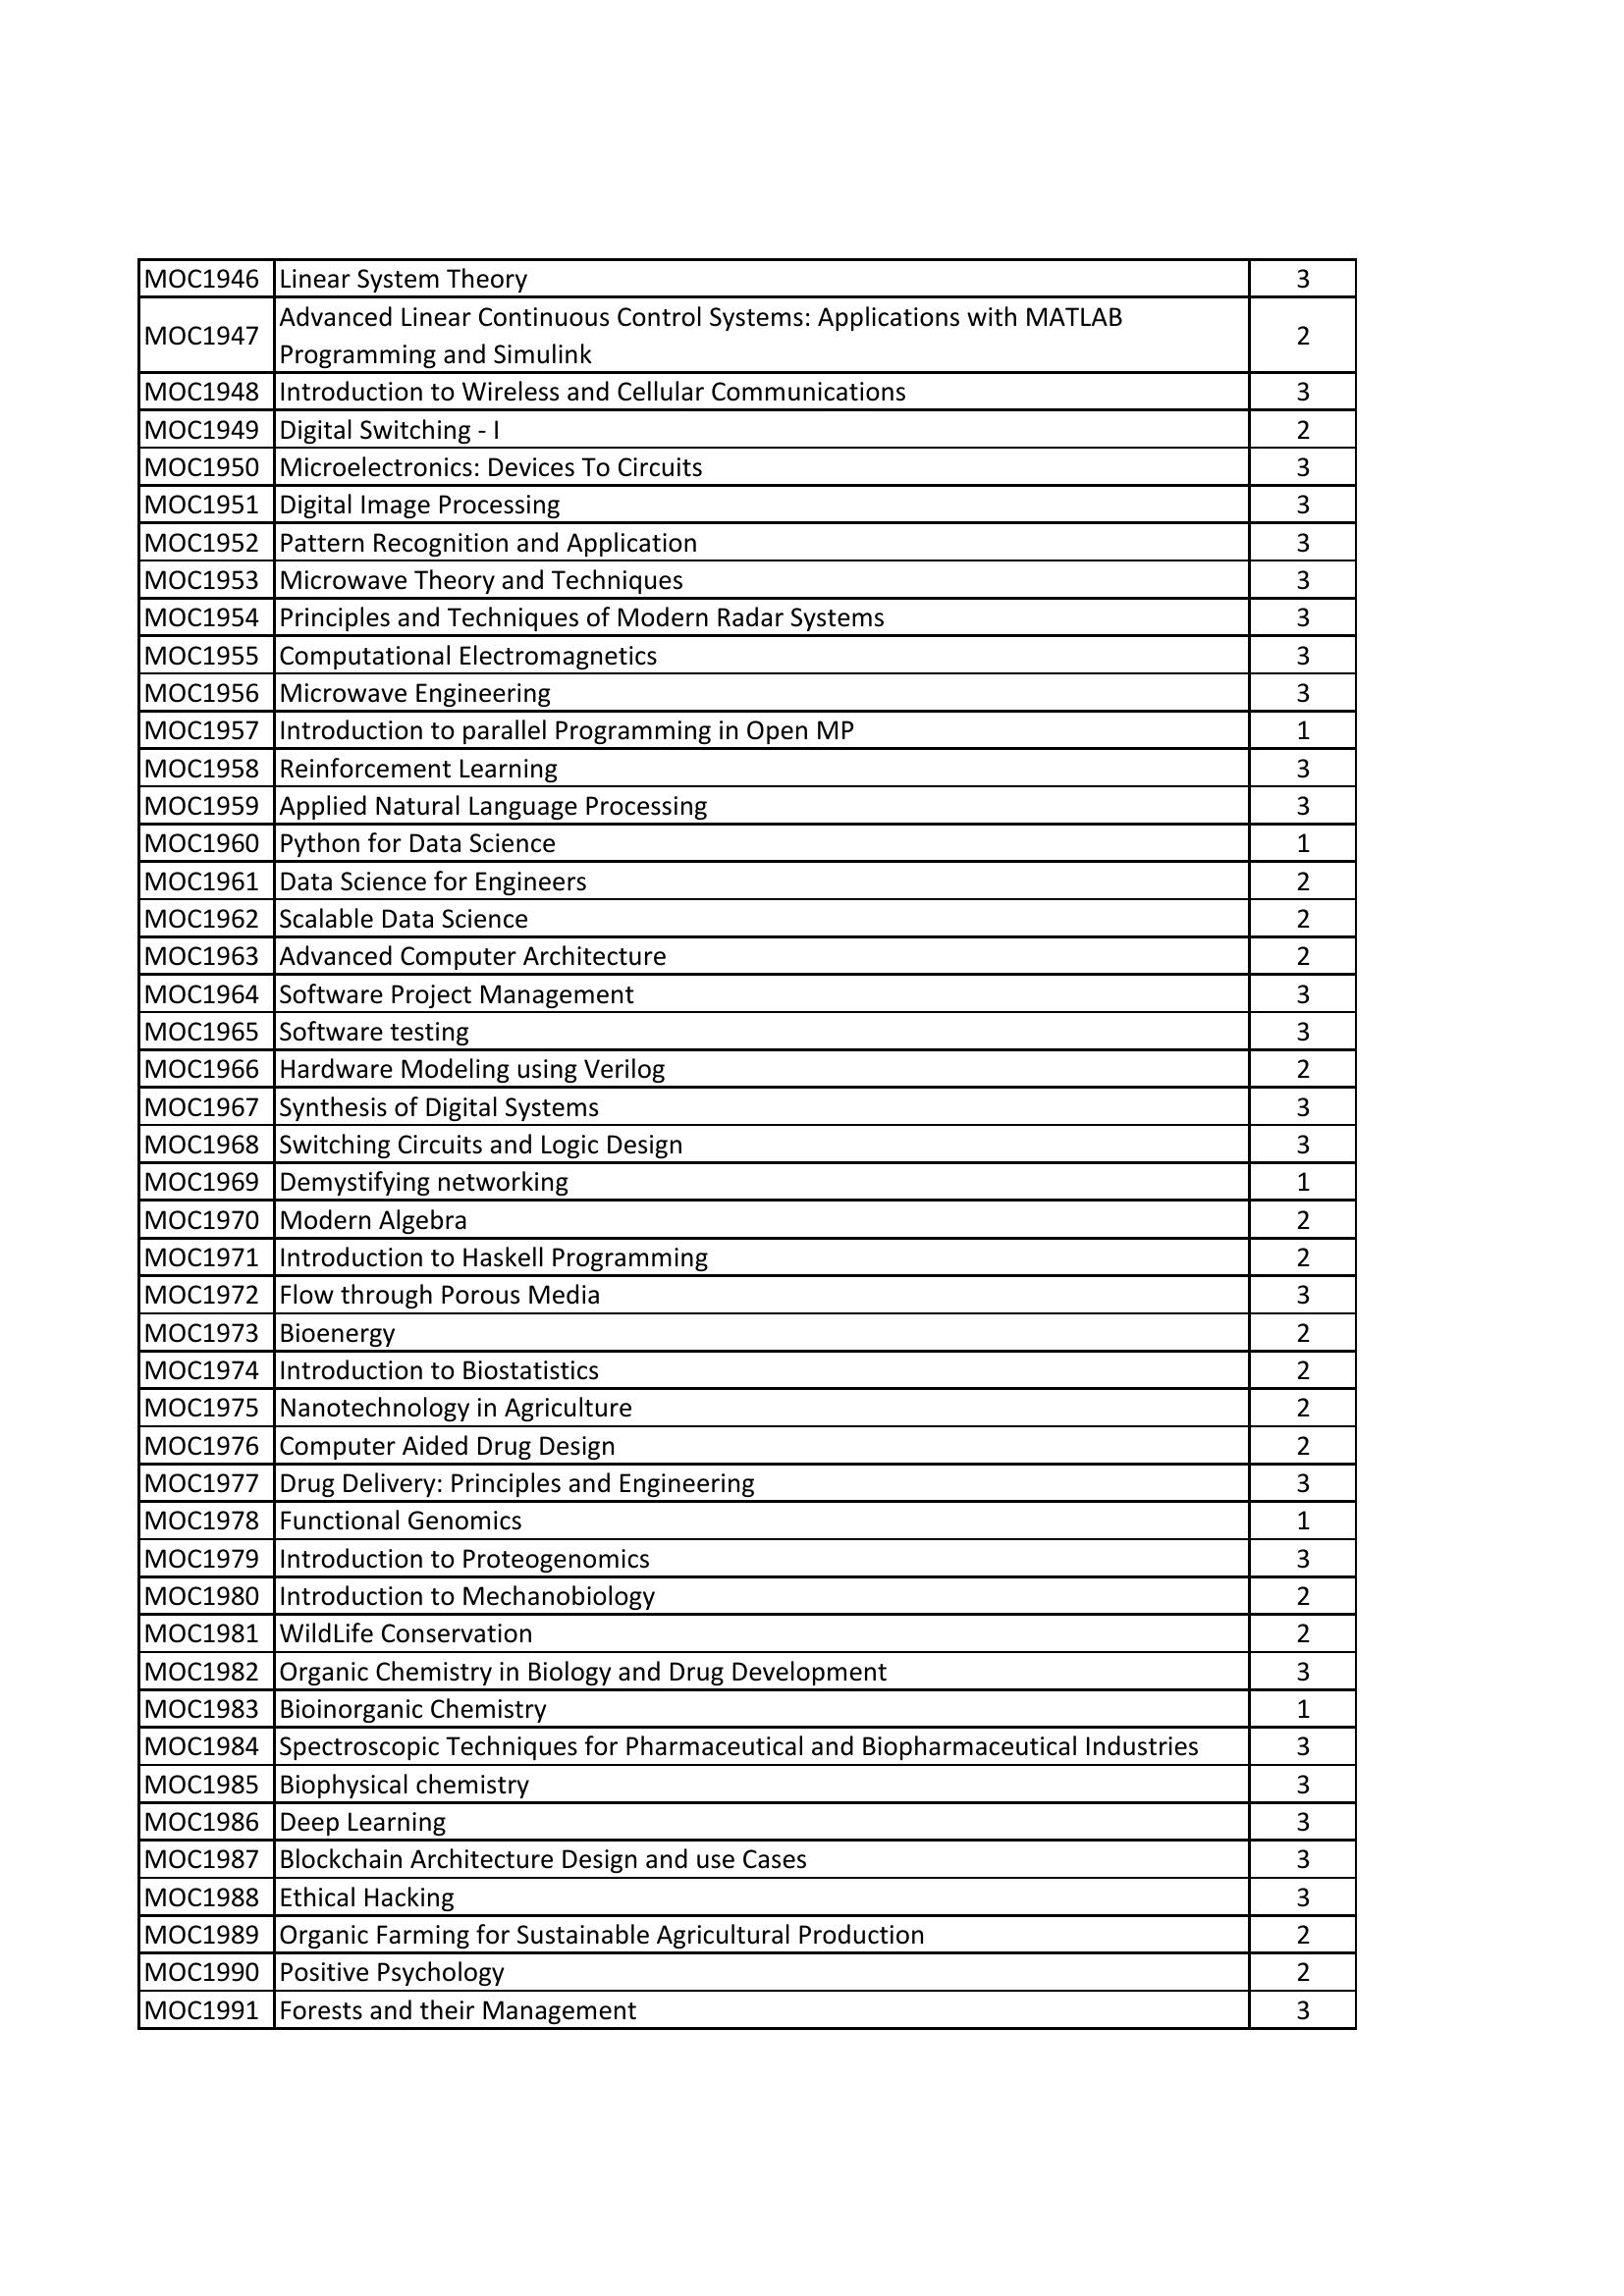 MOC1946 Linear System Theory 3
MOC1947 Advanced Linear Continuous Control Systems: Applications with MATLAB
Programming and Simulink 2
MOC1948 Introduction to Wireless and Cellular Communications 3
MOC1949 Digital Switching - I 2
MOC1950 Microelectronics: Devices To Circuits 3
MOC1951 Digital Image Processing 3
MOC1952 Pattern Recognition and Application 3
MOC1953 Microwave Theory and Techniques 3
MOC1954 Principles and Techniques of Modern Radar Systems 3
MOC1955 Computational Electromagnetics 3
MOC1956 Microwave Engineering 3
MOC1957 Introduction to parallel Programming in Open MP 1
MOC1958 Reinforcement Learning 3
MOC1959 Applied Natural Language Processing 3
MOC1960 Python for Data Science 1
MOC1961 Data Science for Engineers 2
MOC1962 Scalable Data Science 2
MOC1963 Advanced Computer Architecture 2
MOC1964 Software Project Management 3
MOC1965 Software testing 3
MOC1966 Hardware Modeling using Verilog 2
MOC1967 Synthesis of Digital Systems 3
MOC1968 Switching Circuits and Logic Design 3
MOC1969 Demystifying networking 1
MOC1970 Modern Algebra 2
MOC1971 Introduction to Haskell Programming 2
MOC1972 Flow through Porous Media 3
MOC1973 Bioenergy 2
MOC1974 Introduction to Biostatistics 2
MOC1975 Nanotechnology in Agriculture 2
MOC1976 Computer Aided Drug Design 2
MOC1977 Drug Delivery: Principles and Engineering 3
MOC1978 Functional Genomics 1
MOC1979 Introduction to Proteogenomics 3
MOC1980 Introduction to Mechanobiology 2
MOC1981 WildLife Conservation 2
MOC1982 Organic Chemistry in Biology and Drug Development 3
MOC1983 Bioinorganic Chemistry 1
MOC1984 Spectroscopic Techniques for Pharmaceutical and Biopharmaceutical Industries 3
MOC1985 Biophysical chemistry 3
MOC1986 Deep Learning 3
MOC1987 Blockchain Architecture Design and use Cases 3
MOC1988 Ethical Hacking 3
MOC1989 Organic Farming for Sustainable Agricultural Production 2
MOC1990 Positive Psychology 2
MOC1991 Forests and their Management 3